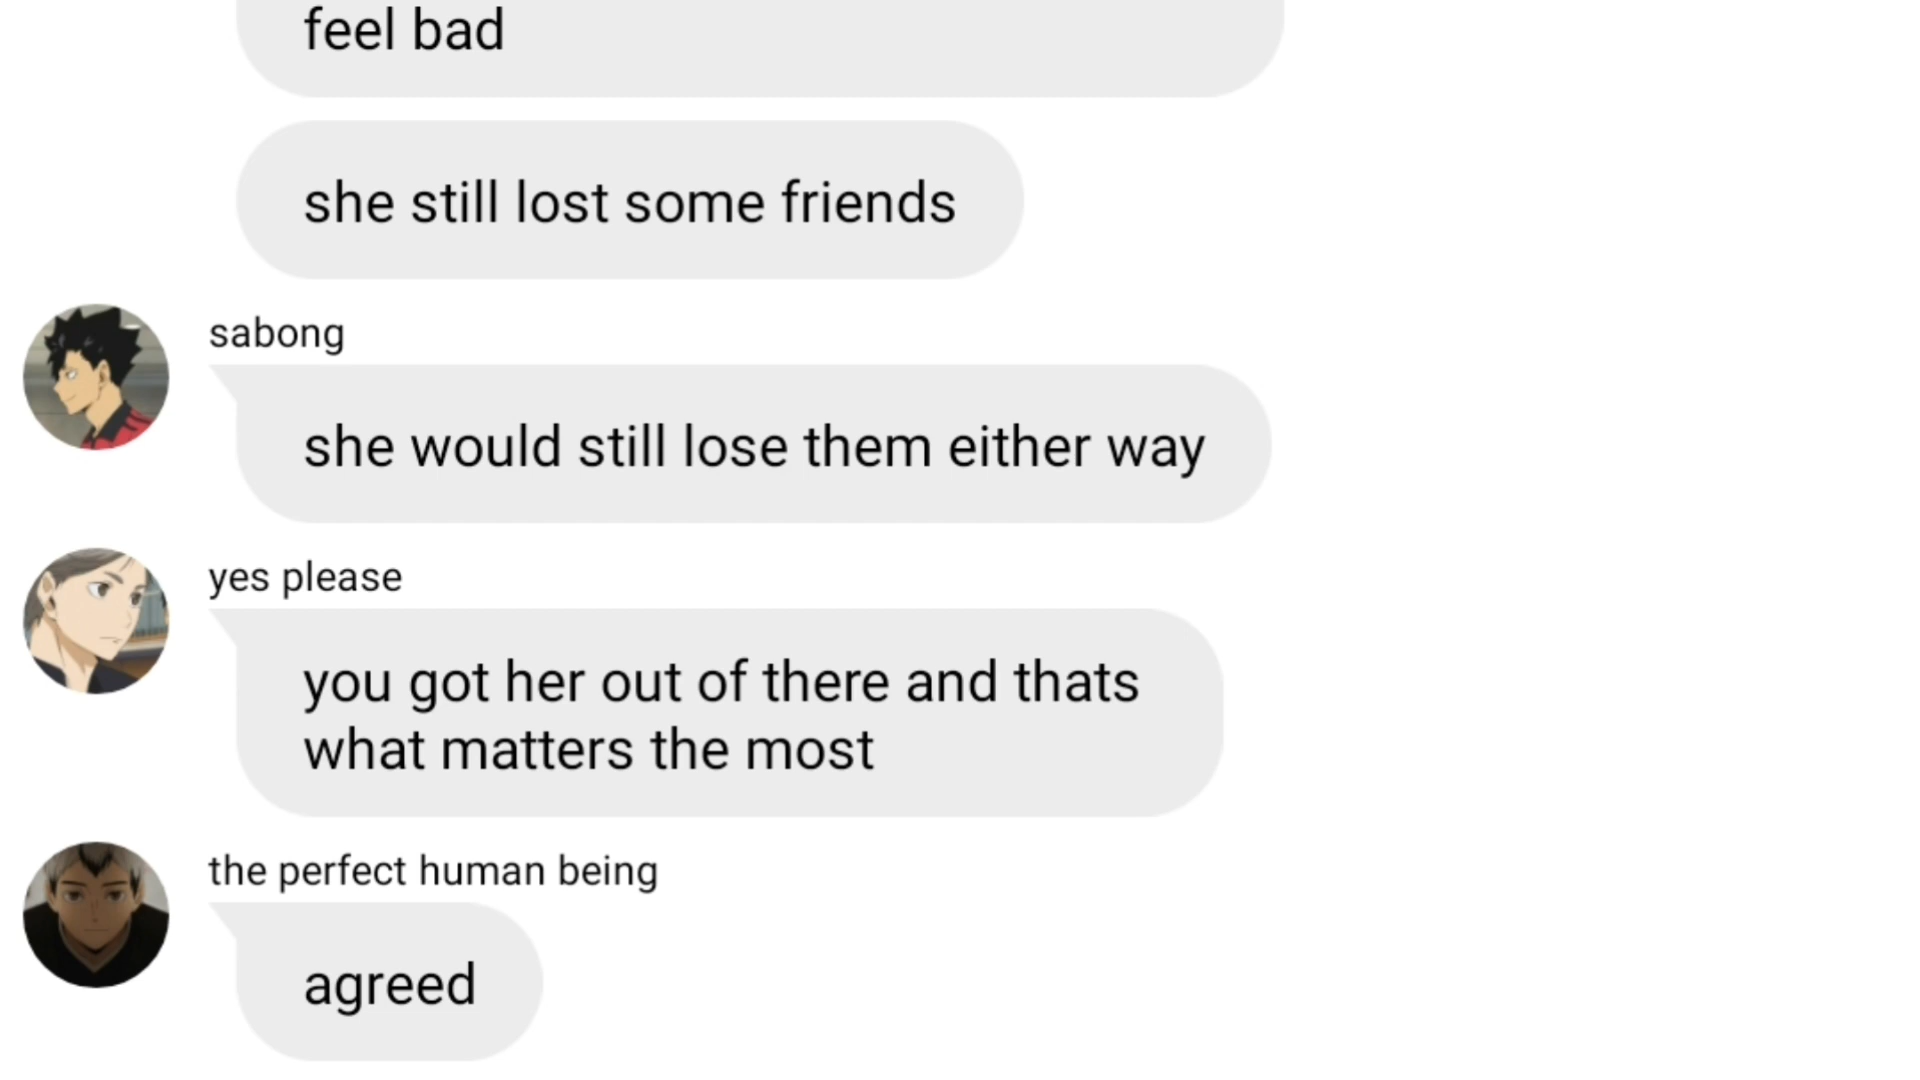 feel bad
she still lost some friends
sabong
she would still lose them either way
yes please
you got her out of there and thats
what matters the most
the perfect human being
agreed